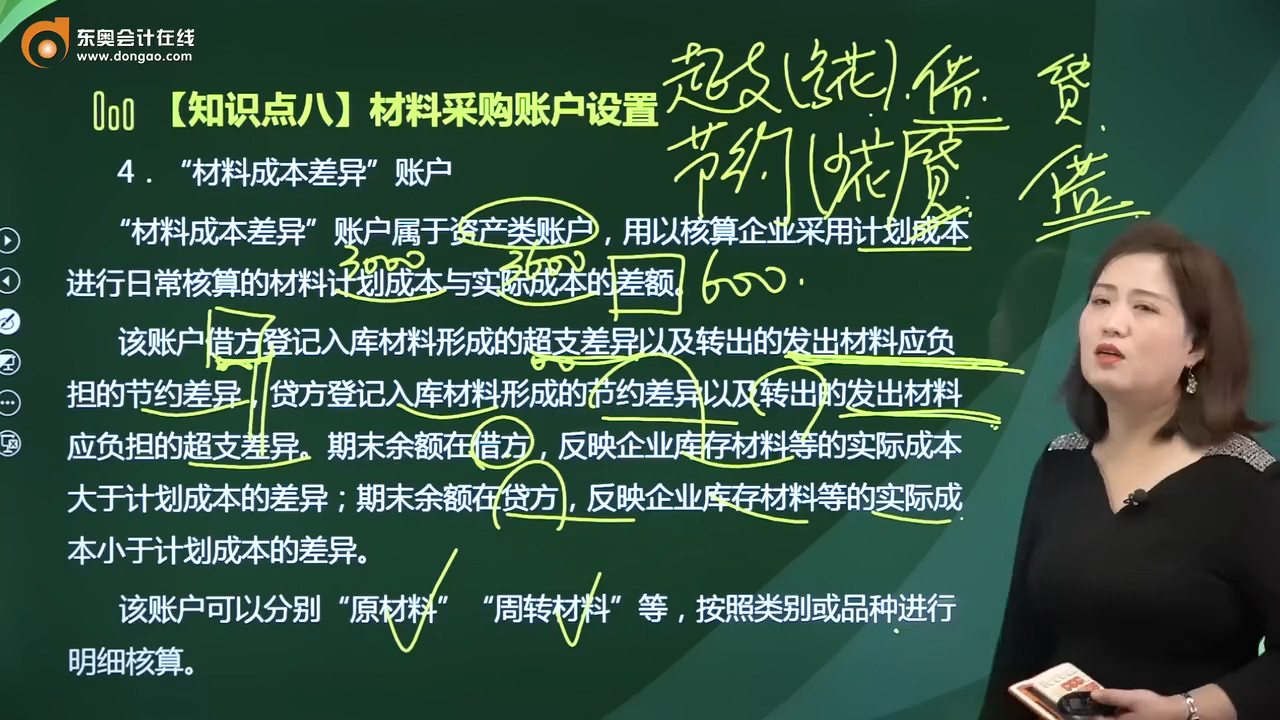 东奥会计在线
www.dongao.com
超支(多花).借. 贷.
【知识点八】材料采购账户设置
节约(少花)贷. 借.
4．“材料成本差异”账户
“材料成本差异”账户属于资产类账户，用以核算企业采用计划成本
3000 3600
进行日常核算的材料计划成本与实际成本的差额。 600.
该账户借方登记入库材料形成的超支差异以及转出的发出材料应负
担的节约差异，贷方登记入库材料形成的节约差异以及转出的发出材料
应负担的超支差异。期末余额在借方，反映企业库存材料等的实际成本
大于计划成本的差异；期末余额在贷方，反映企业库存材料等的实际成
本小于计划成本的差异。
该账户可以分别“原材料”“周转材料”等，按照类别或品种进行
明细核算。